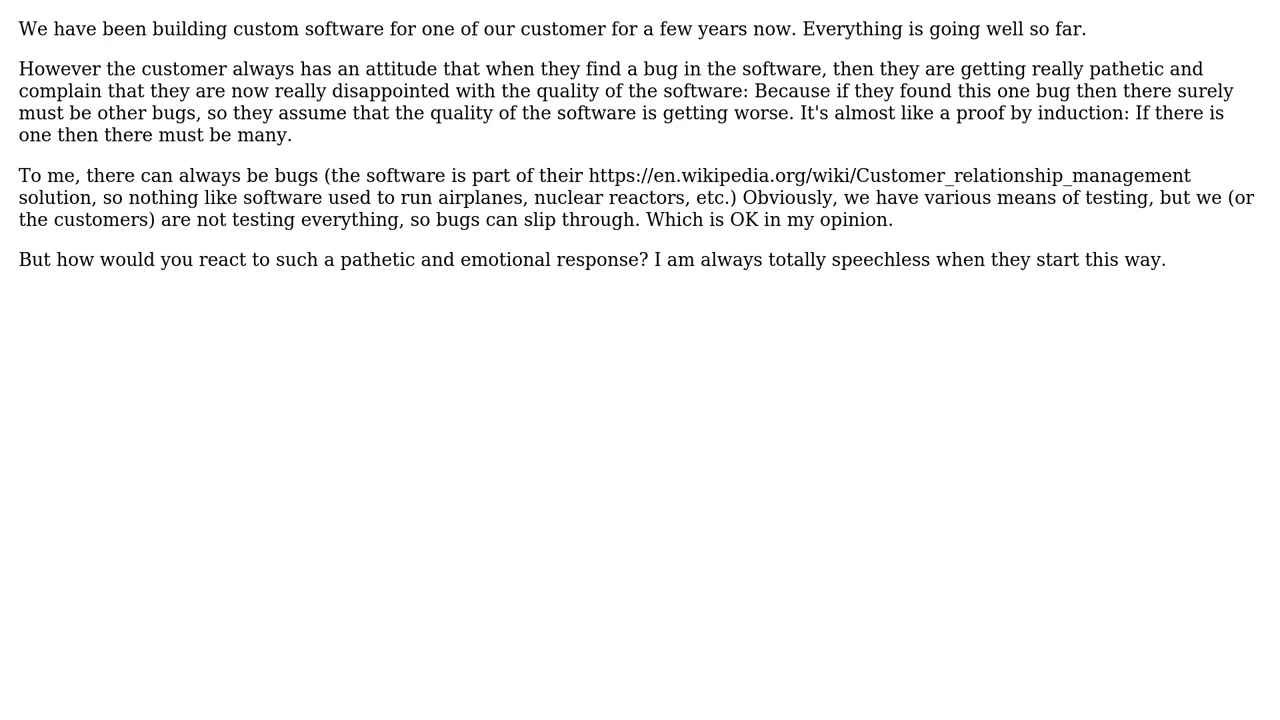 We have been building custom software for one of our customer for a few years now. Everything is going well so far.
However the customer always has an attitude that when they find a bug in the software, then they are getting really pathetic and
complain that they are now really disappointed with the quality of the software: Because if they found this one bug then there surely
must be other bugs, so they assume that the quality of the software is getting worse. It's almost like a proof by induction: If there is
one then there must be many.
To me, there can always be bugs (the software is part of their https://en.wikipedia.org/wiki/Customer_relationship_management
solution, so nothing like software used to run airplanes, nuclear reactors, etc.) Obviously, we have various means of testing, but we (or
the customers) are not testing everything, so bugs can slip through. Which is OK in my opinion.
But how would you react to such a pathetic and emotional response? I am always totally speechless when they start this way.